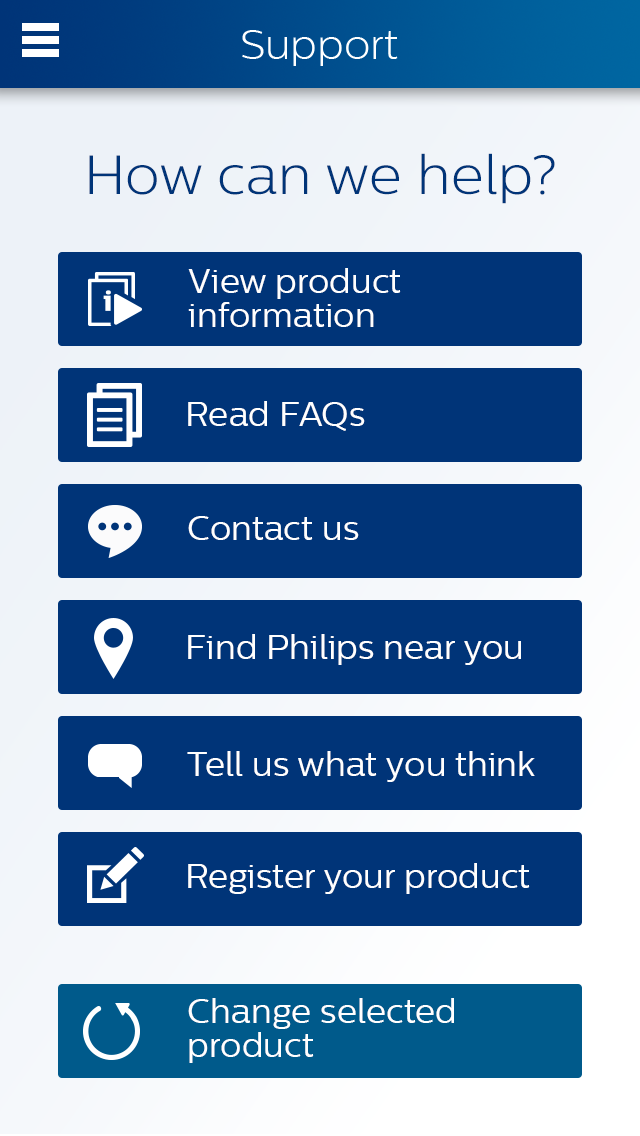 Support
How can we help?
View product
information
Read FAQs
Contact us
Find Philips near you
Tell us what you think
Register your product
Change selected
product